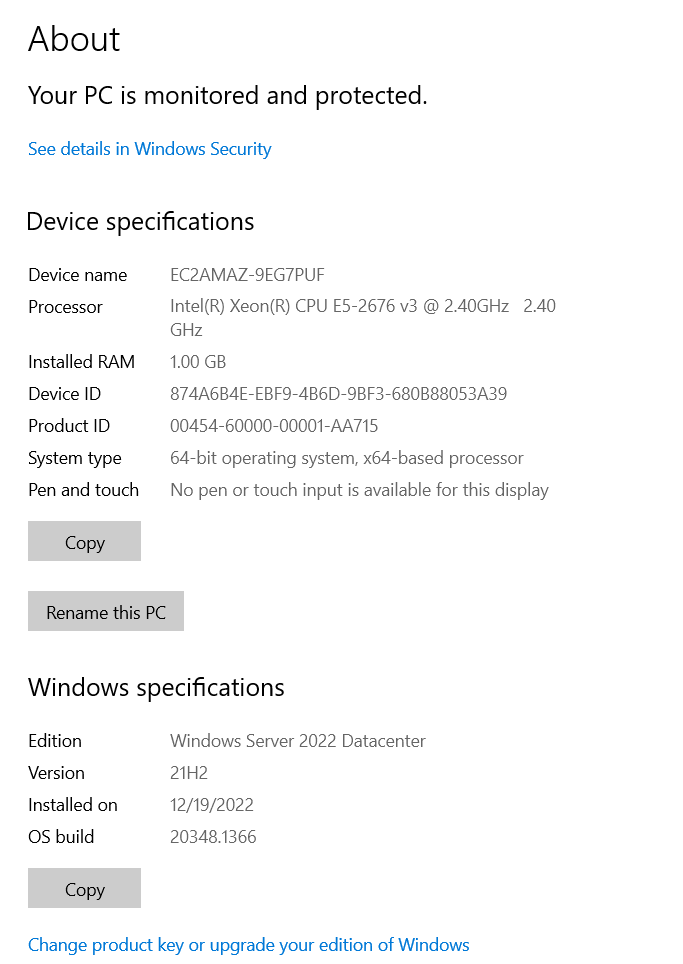 About
Your PC is monitored and protected.
See details in Windows Security
Device specifications
Device name EC2AMAZ-9EG7PUF
Processor Intel(R) Xeon(R) CPU E5-2676 v3 @ 2.40GHz 2.40
GHz
Installed RAM 1.00 GB
Device ID 874A6B4E-EBF9-4B6D-9BF3-680B88053A39
Product ID 00454-60000-00001-AA715
System type 64-bit operating system, x64-based processor
Pen and touch No pen or touch input is available for this display
Copy
Rename this PC
Windows specifications
Edition Windows Server 2022 Datacenter
Version 21H2
Installed on 12/19/2022
OS build 20348.1366
Copy
Change product key or upgrade your edition of Windows